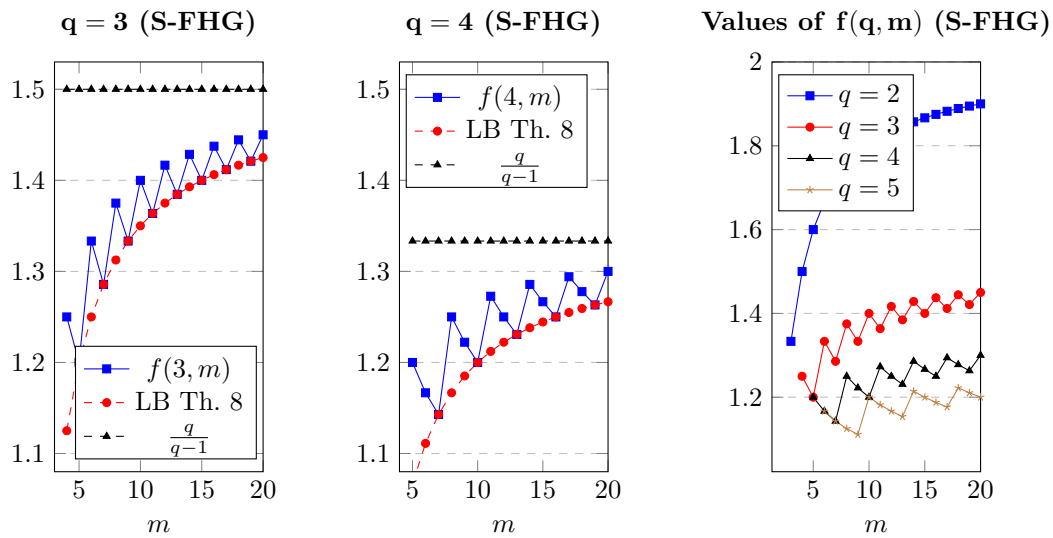 q = 3 (S-FHG)
1.5
1.4
1.3
1.2
1.1
f(3, m)
LB Th. 8
q
q−1
5 10 15 20
m
q = 4 (S-FHG)
f(4, m)
LB Th. 8
q
q−1
1.5
1.4
1.3
1.2
1.1
5 10 15 20
m
Values of f(q, m) (S-FHG)
2
q = 2
q = 3
q = 4
q = 5
1.8
1.6
1.4
1.2
5 10 15 20
m